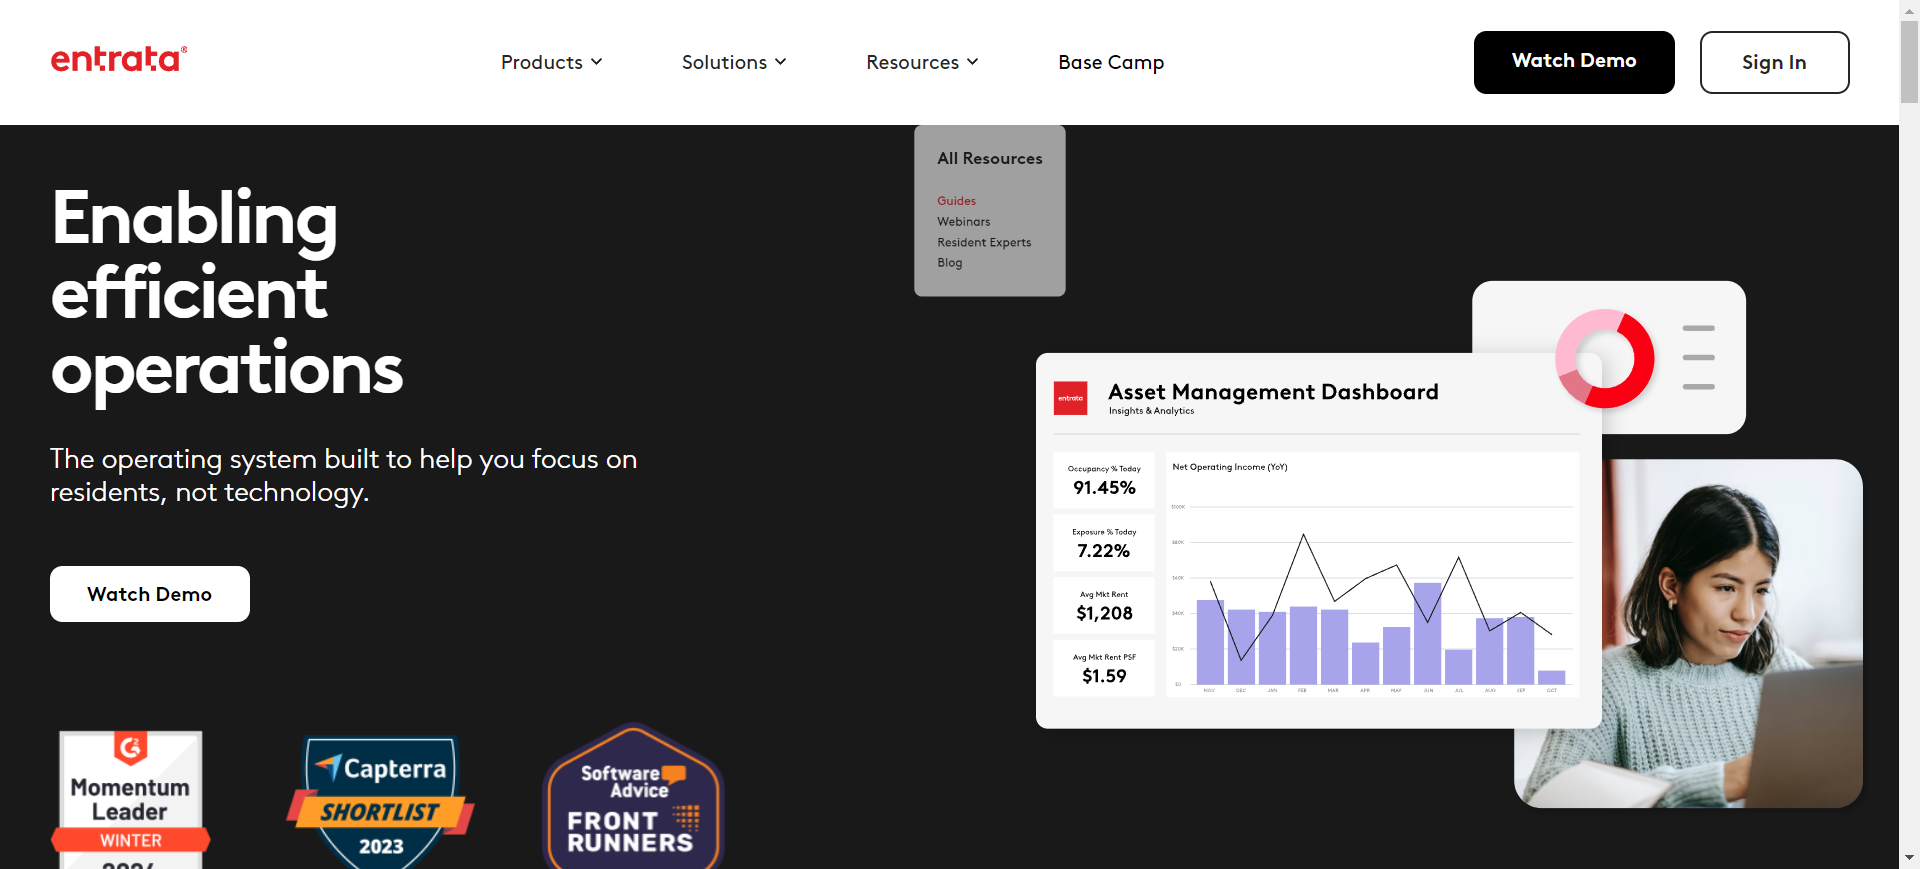 entrata®
Products
Solutions
Resources
Base Camp
Watch Demo
Sign In
All Resources
Guides
Webinars
Resident Experts
Blog
Enabling
efficient
operations
The operating system built to help you focus on
residents, not technology.
Watch Demo
entrata
Asset Management Dashboard
Insights & Analytics
Occupancy % Today
91.45%
Exposure % Today
7.22%
Avg Mkt Rent
$1,208
Avg Mkt Rent PSF
$1.59
Net Operating Income (YoY)
$100K
$80K
$60K
$40K
$20K
$0
NOV DEC JAN FEB MAR APR MAY JUN JUL AUG SEP OCT
G2
Momentum
Leader
WINTER
Capterra
SHORTLIST
2023
Software
Advice
FRONT
RUNNERS